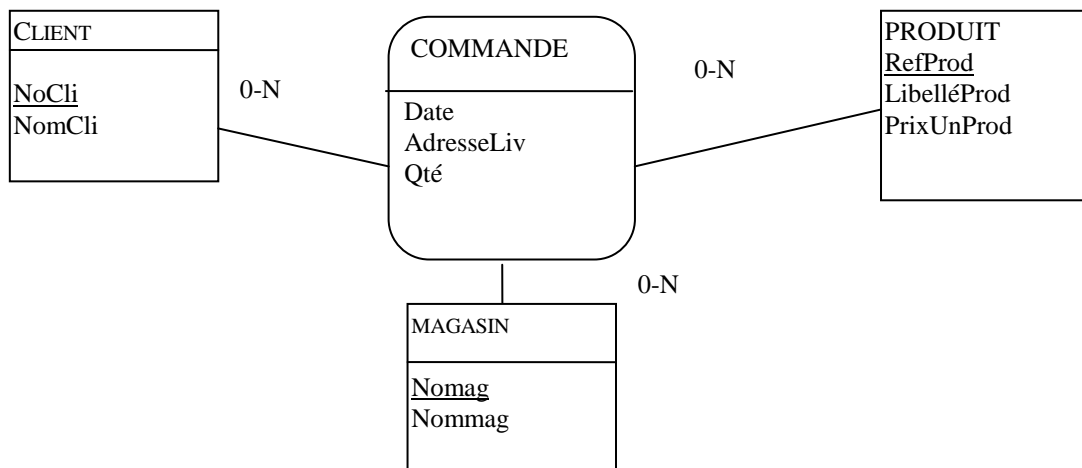 CLIENT
NoCli
NomCli
0-N
COMMANDE
Date
AdresseLiv
Qté
0-N
PRODUIT
RefProd
LibelléProd
PrixUnProd
0-N
MAGASIN
Nomag
Nommag